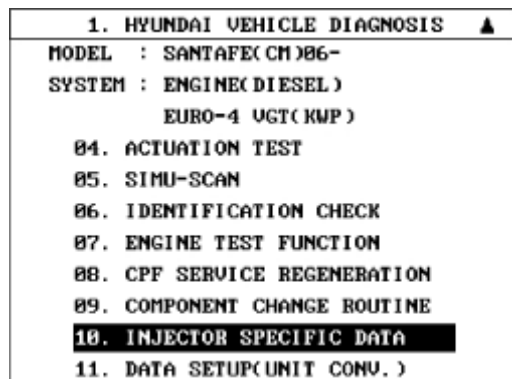 1. HYUNDAI VEHICLE DIAGNOSIS ▲
MODEL : SANTAFE(CM)06-
SYSTEM : ENGINE(DIESEL)
EURO-4 VGT(KWP)
04. ACTUATION TEST
05. SIMU-SCAN
06. IDENTIFICATION CHECK
07. ENGINE TEST FUNCTION
08. CPF SERVICE REGENERATION
09. COMPONENT CHANGE ROUTINE
10. INJECTOR SPECIFIC DATA
11. DATA SETUP(UNIT CONV.)